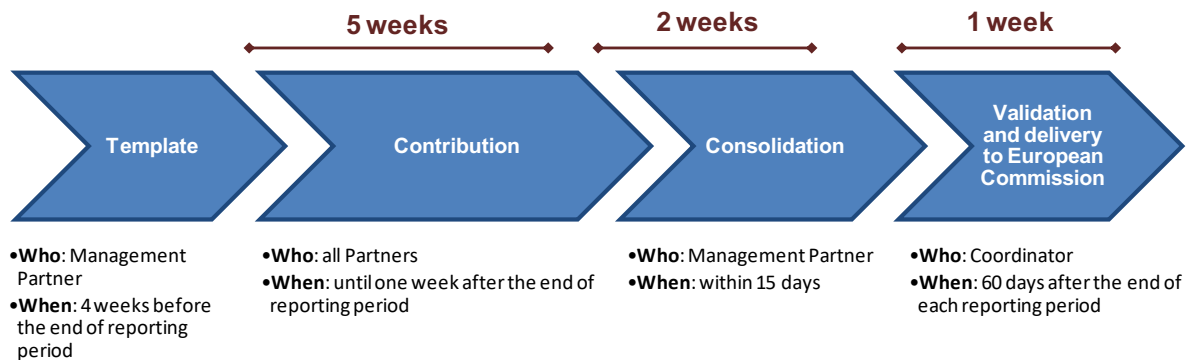 5 weeks
2 weeks
1 week
Template
Contribution
Consolidation
Validation
and delivery
to European
Commission
•Who: Management
Partner
•When: 4 weeks before
the end of reporting
period
•Who: all Partners
•When: until one week after the end of
reporting period
•Who: Management Partner
•When: within 15 days
•Who: Coordinator
•When: 60 days after the end of
each reporting period